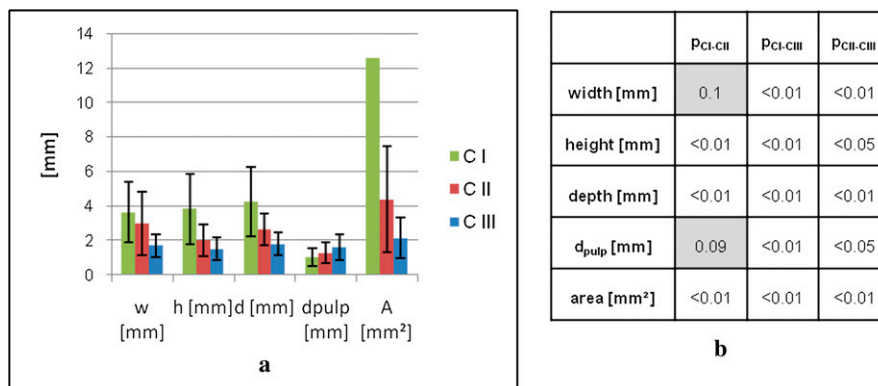 14
12
10
8
6
4
2
0
[mm]
w [mm]
h [mm]
d [mm]
dpulp [mm]
A [mm²]
C I
C II
C III
a
pCI-CII pCI-CIII pCII-CIII
width [mm] 0.1 <0.01 <0.01
height [mm] <0.01 <0.01 <0.05
depth [mm] <0.01 <0.01 <0.01
dpulp [mm] 0.09 <0.01 <0.05
area [mm²] <0.01 <0.01 <0.01
b